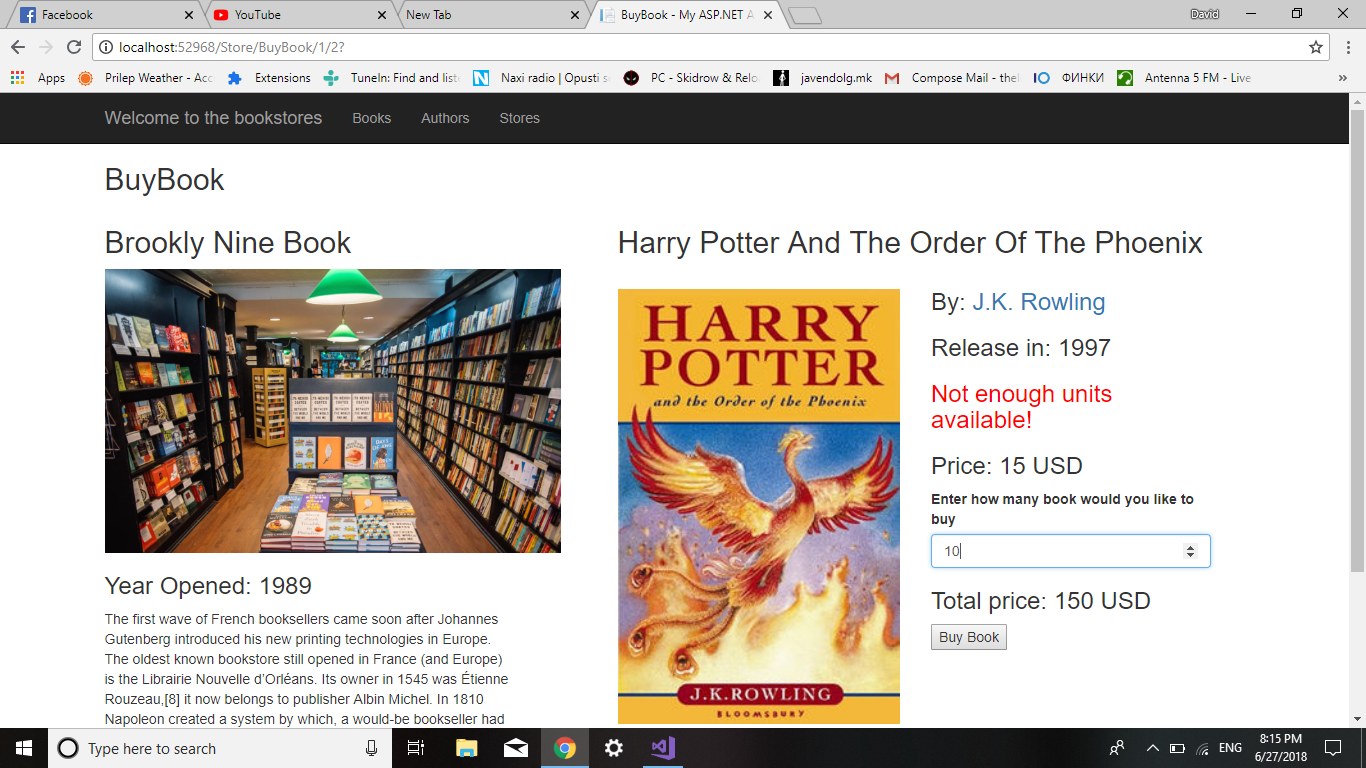 Facebook
YouTube
New Tab
BuyBook - My ASP.NET A
David
localhost:52968/Store/BuyBook/1/2?
Apps
Prilep Weather - Acc
Extensions
TuneIn: Find and liste
Naxi radio | Opusti s
PC - Skidrow & Relo
javendolg.mk
Compose Mail - the
ФИНКИ
Antenna 5 FM - Live
»
Welcome to the bookstores
Books
Authors
Stores
BuyBook
Brookly Nine Book
Year Opened: 1989
The first wave of French booksellers came soon after Johannes
Gutenberg introduced his new printing technologies in Europe.
The oldest known bookstore still opened in France (and Europe)
is the Librairie Nouvelle d'Orléans. Its owner in 1545 was Étienne
Rouzeau,[8] it now belongs to publisher Albin Michel. In 1810
Napoleon created a system by which, a would-be bookseller had
Harry Potter And The Order Of The Phoenix
HARRY
POTTER
and the Order of the Phoenix
J.K.ROWLING
BLOOMSBURY
By: J.K. Rowling
Release in: 1997
Not enough units
available!
Price: 15 USD
Enter how many book would you like to
buy
10
Total price: 150 USD
Buy Book
Type here to search
ENG
8:15 PM
6/27/2018